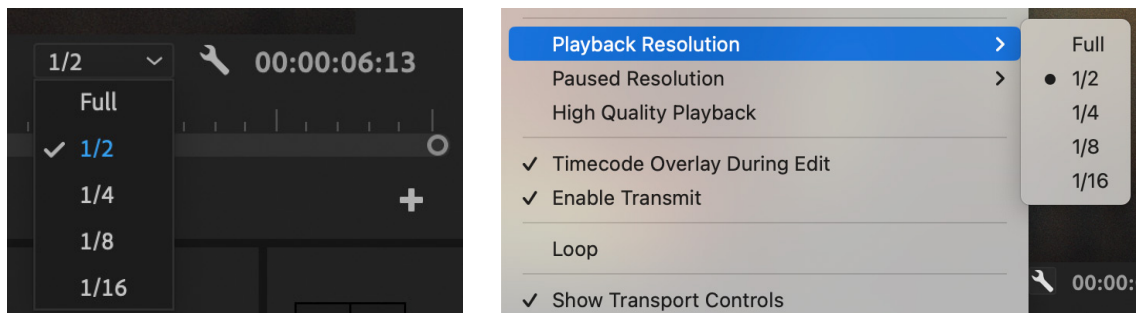 1/2
00:00:06:13
Full
1/2
1/4
1/8
1/16
Playback Resolution
Paused Resolution
High Quality Playback
Timecode Overlay During Edit
Enable Transmit
Loop
Show Transport Controls
Full
1/2
1/4
1/8
1/16
00:00: